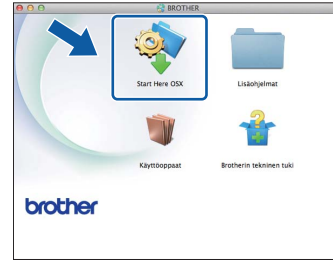 BROTHER
Start Here OSX
Lisäohjelmat
Käyttöoppaat
Brotherin tekninen tuki
brother